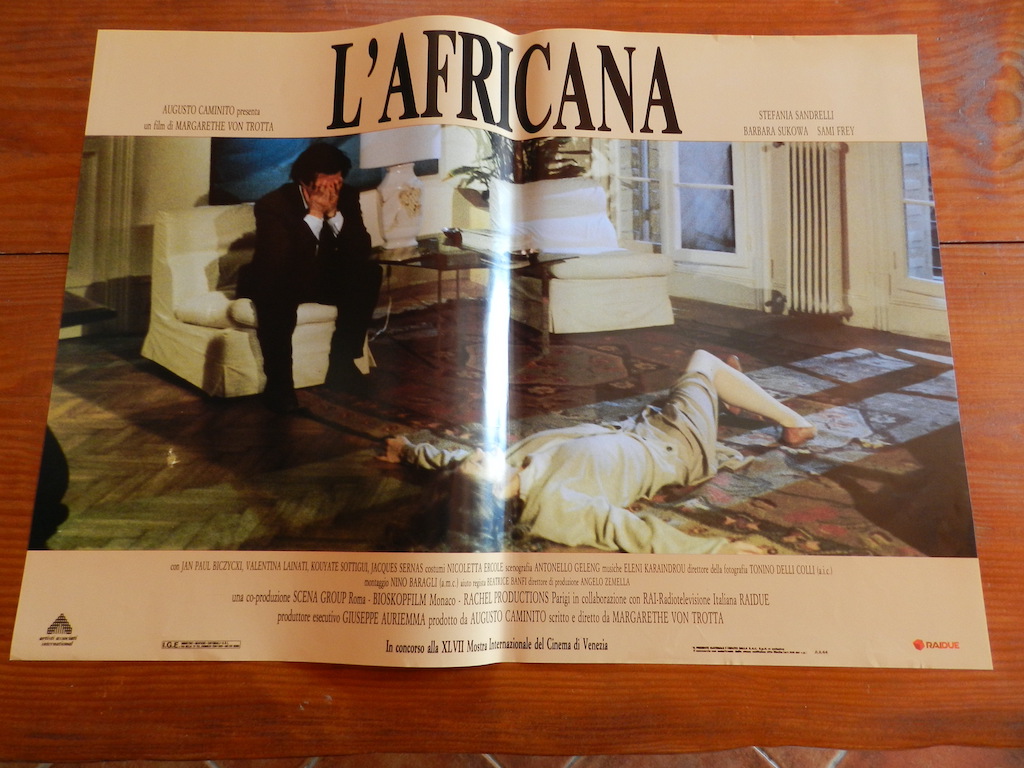 L'AFRICANA
AUGUSTO CAMINITO presenta
un film di MARGARETHE VON TROTTA
STEFANIA SANDRELLI
BARBARA SUKOWA SAMI FREY
con JAN PAUL BICZYCKI, VALENTINA LAINATI, KOUYATE SOTTIGUI, JACQUES SERNAS costumi NICOLETTA ERCOLE scenografia ANTONELLO GELENG musiche ELENI KARAINDROU direttore della fotografia TONINO DELLI COLLI (a.i.c.)
montaggio NINO BARAGLI (a.m.c.) aiuto regista BEATRICE BANFI direttore di produzione ANGELO ZEMELLA
una co-produzione SCENA GROUP Roma - BIOSKOPFILM Monaco - RACHEL PRODUCTIONS Parigi in collaborazione con RAI-Radiotelevisione Italiana RAIDUE
produttore esecutivo GIUSEPPE AURIEMMA prodotto da AUGUSTO CAMINITO scritto e diretto da MARGARETHE VON TROTTA
In concorso alla XLVII Mostra Internazionale del Cinema di Venezia
I.G.E.
RAIDUE